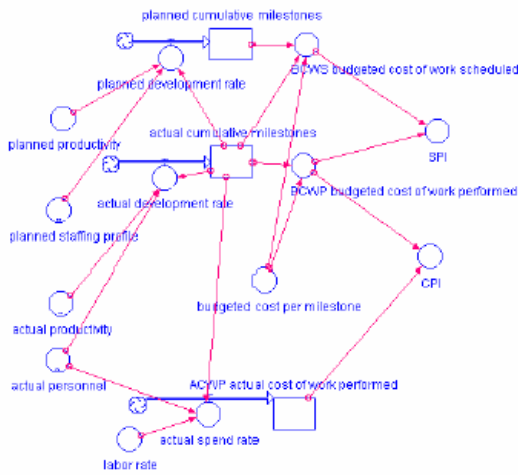 planned cumulative milestones
BCWS budgeted cost of work scheduled
planned development rate
actual cumulative milestones
planned productivity
SPI
BCWP budgeted cost of work performed
actual development rate
planned staffing profile
CPI
budgeted cost per milestone
actual productivity
actual personnel
ACWP actual cost of work performed
actual spend rate
labor rate